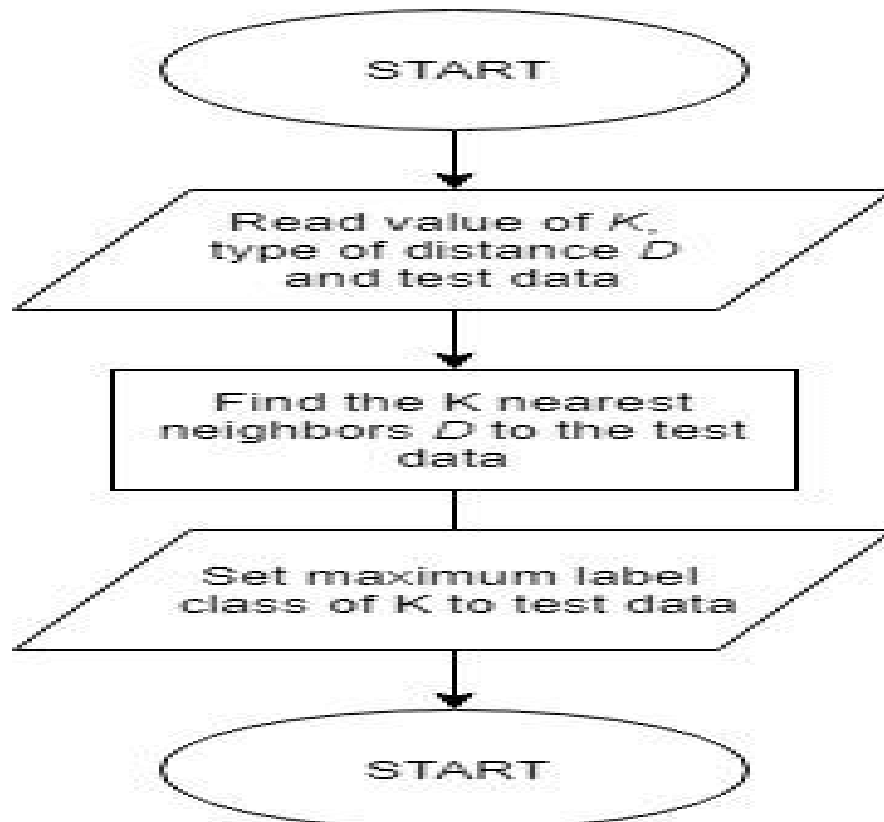 START
Read value of K,
type of distance D
and test data
Find the K nearest
neighbors D to the test
data
Set maximum label
class of K to test data
START